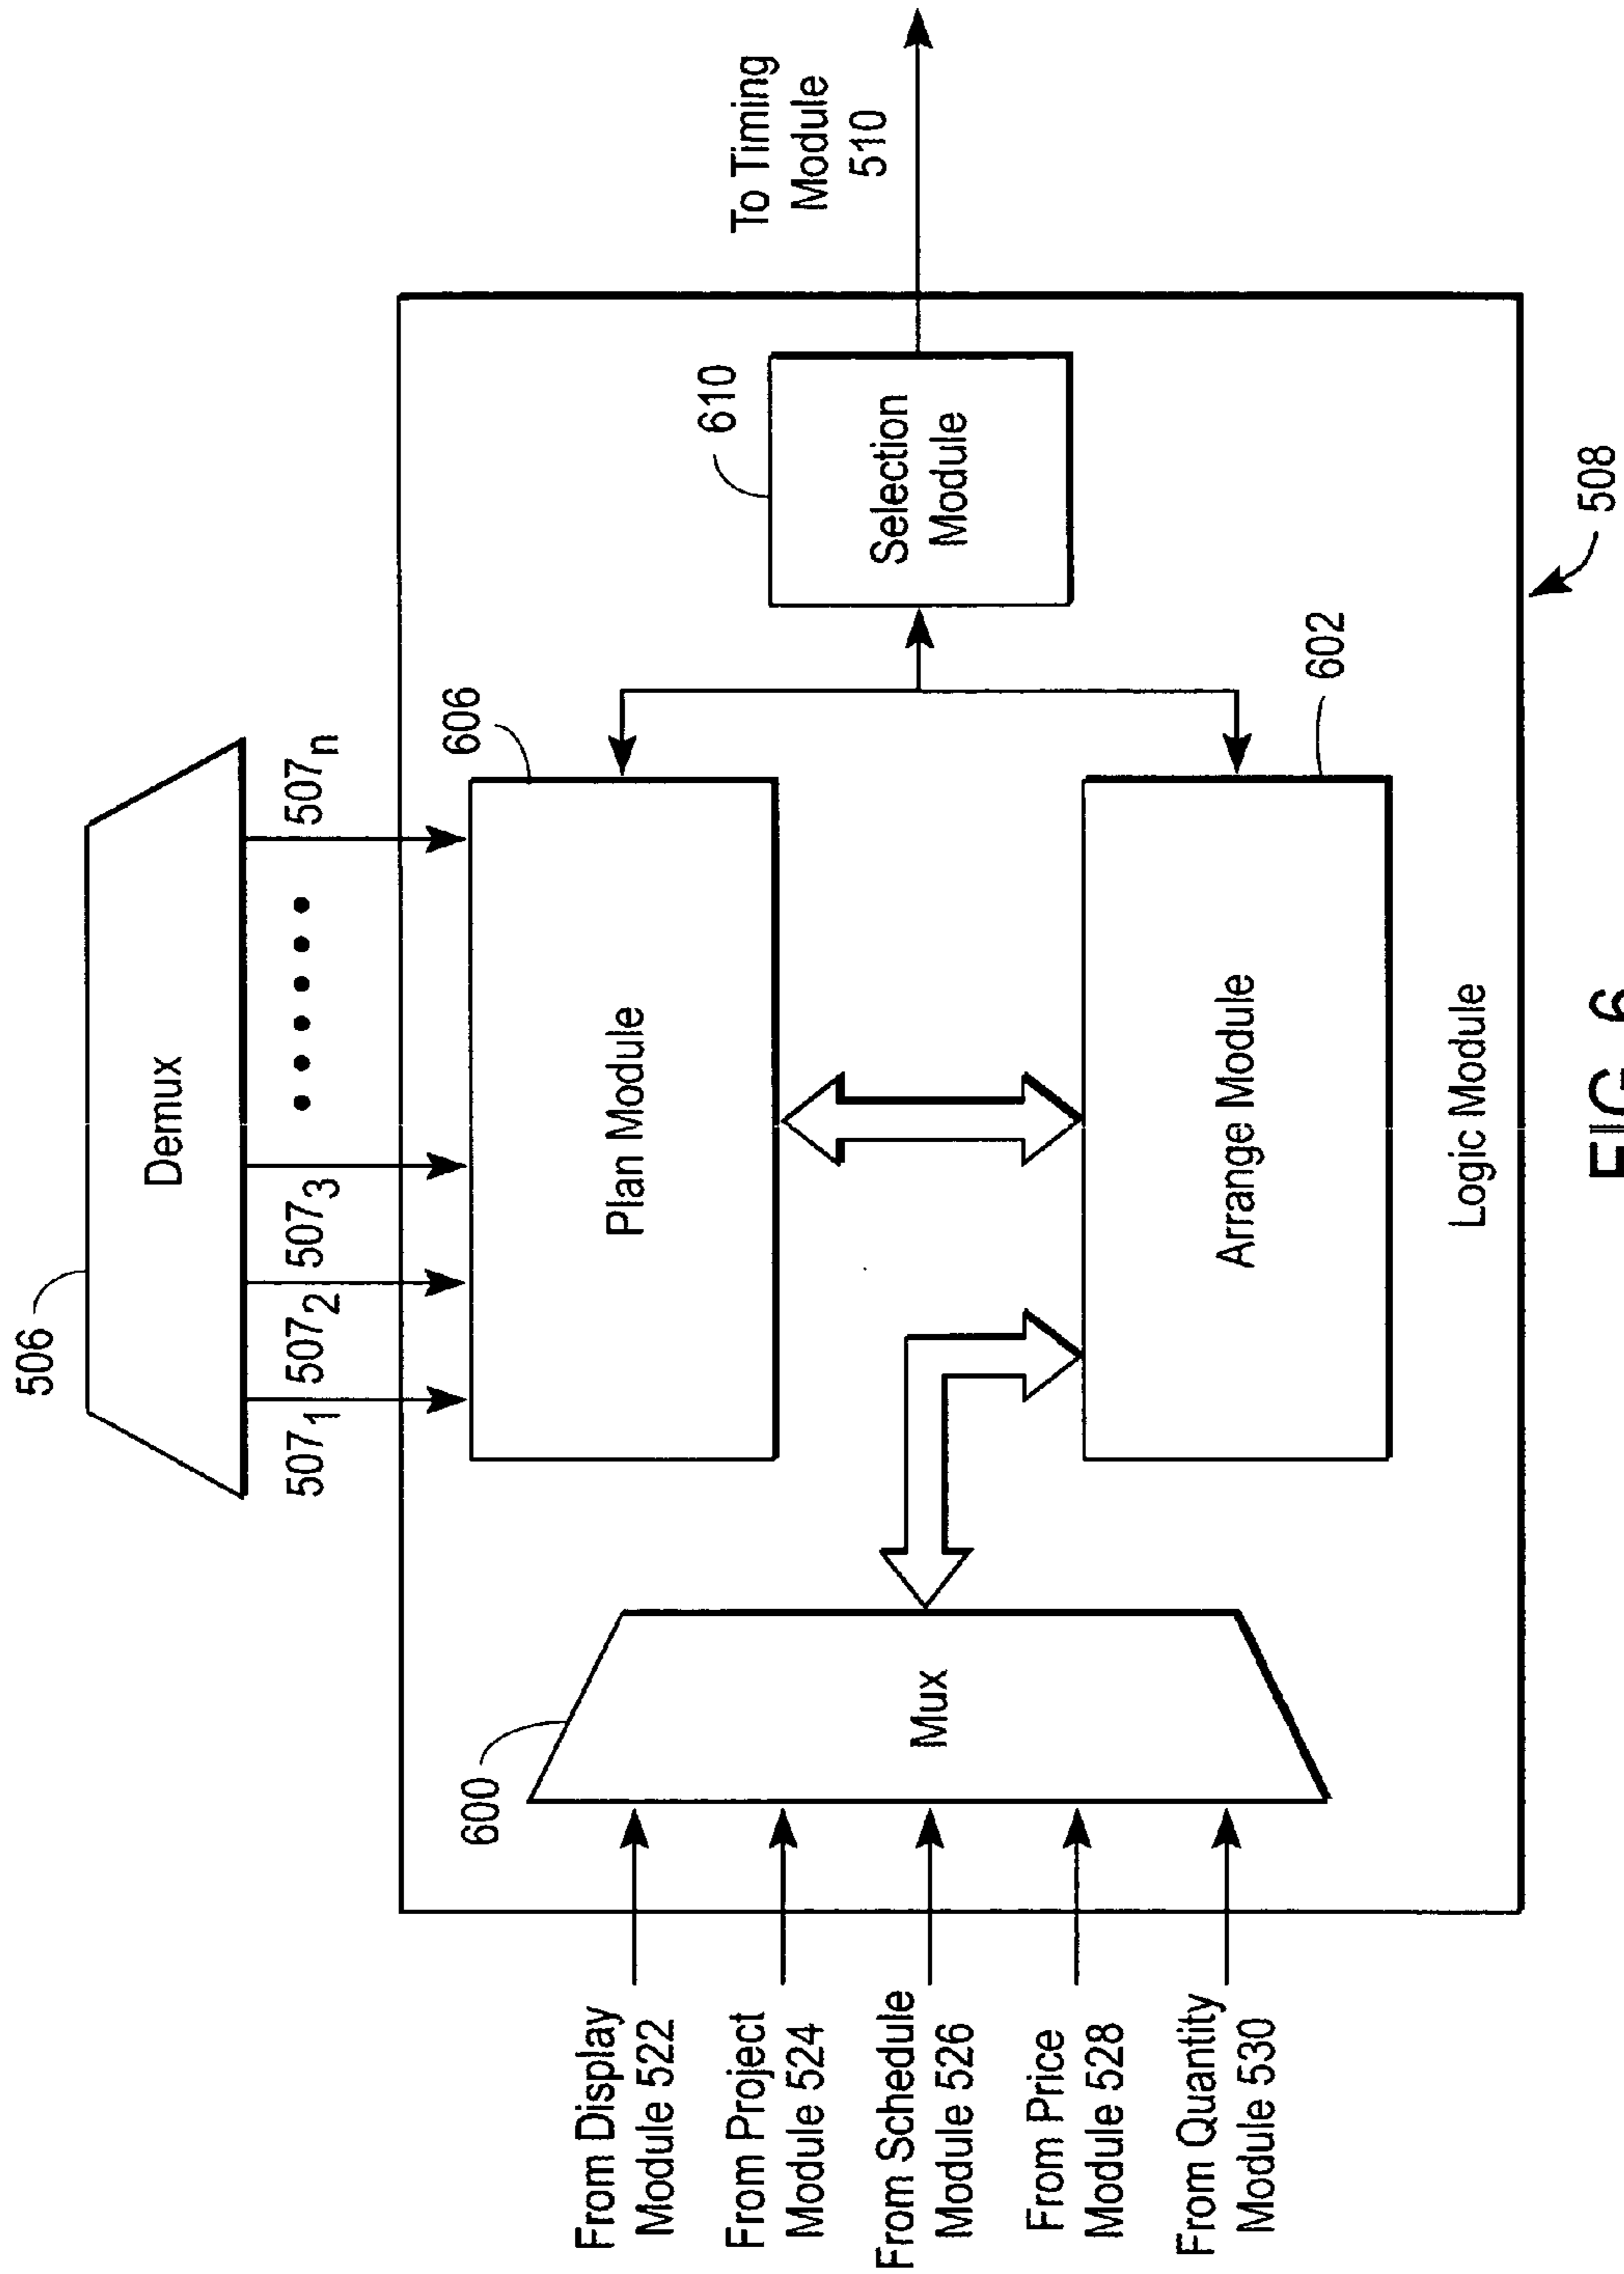 506
Demux
507₁
507₂
507₃
507ₙ
606
Plan Module
To Timing
Module
510
610
Selection
Module
600
Mux
From Display
Module 522
From Project
Module 524
From Schedule
Module 526
From Price
Module 528
From Quantity
Module 530
Arrange Module
602
Logic Module
508
FIG. 6